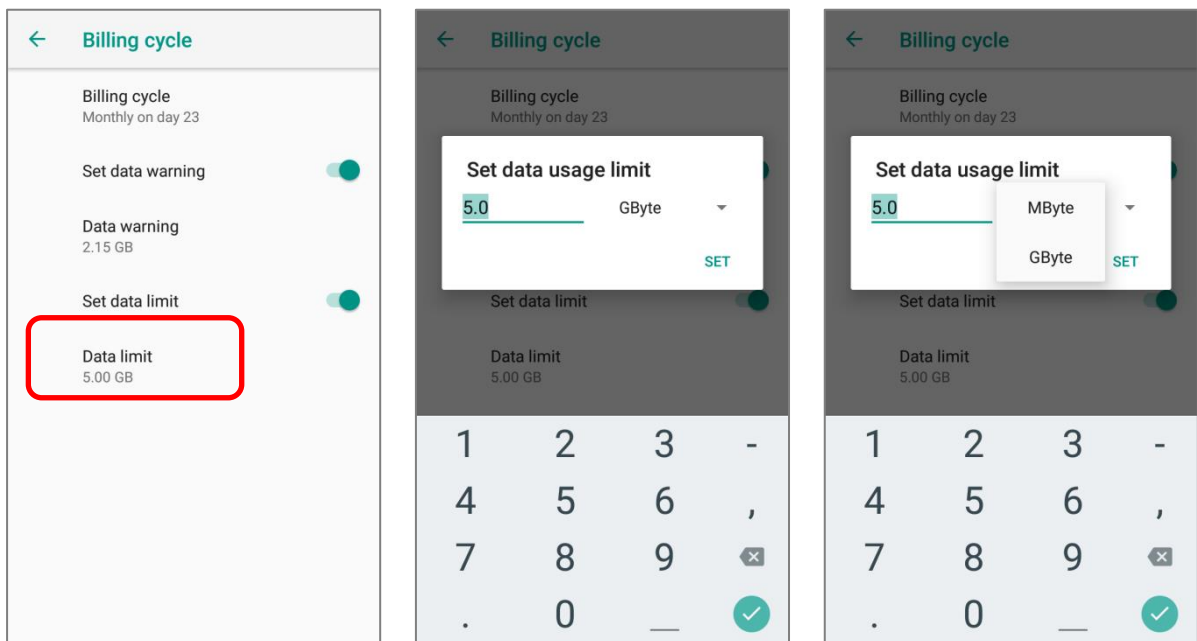 Billing cycle
Billing cycle
Monthly on day 23
Set data warning
Data warning
2.15 GB
Set data limit
Data limit
5.00 GB
Billing cycle
Billing cycle
Monthly on day 23
Set data usage limit
5.0 GByte
SET
Set data limit
Data limit
5.00 GB
1 2 3 -
4 5 6 ,
7 8 9
. 0 _
Billing cycle
Billing cycle
Monthly on day 23
Set data usage limit
5.0 MByte
GByte SET
Set data limit
Data limit
5.00 GB
1 2 3 -
4 5 6 ,
7 8 9
. 0 _